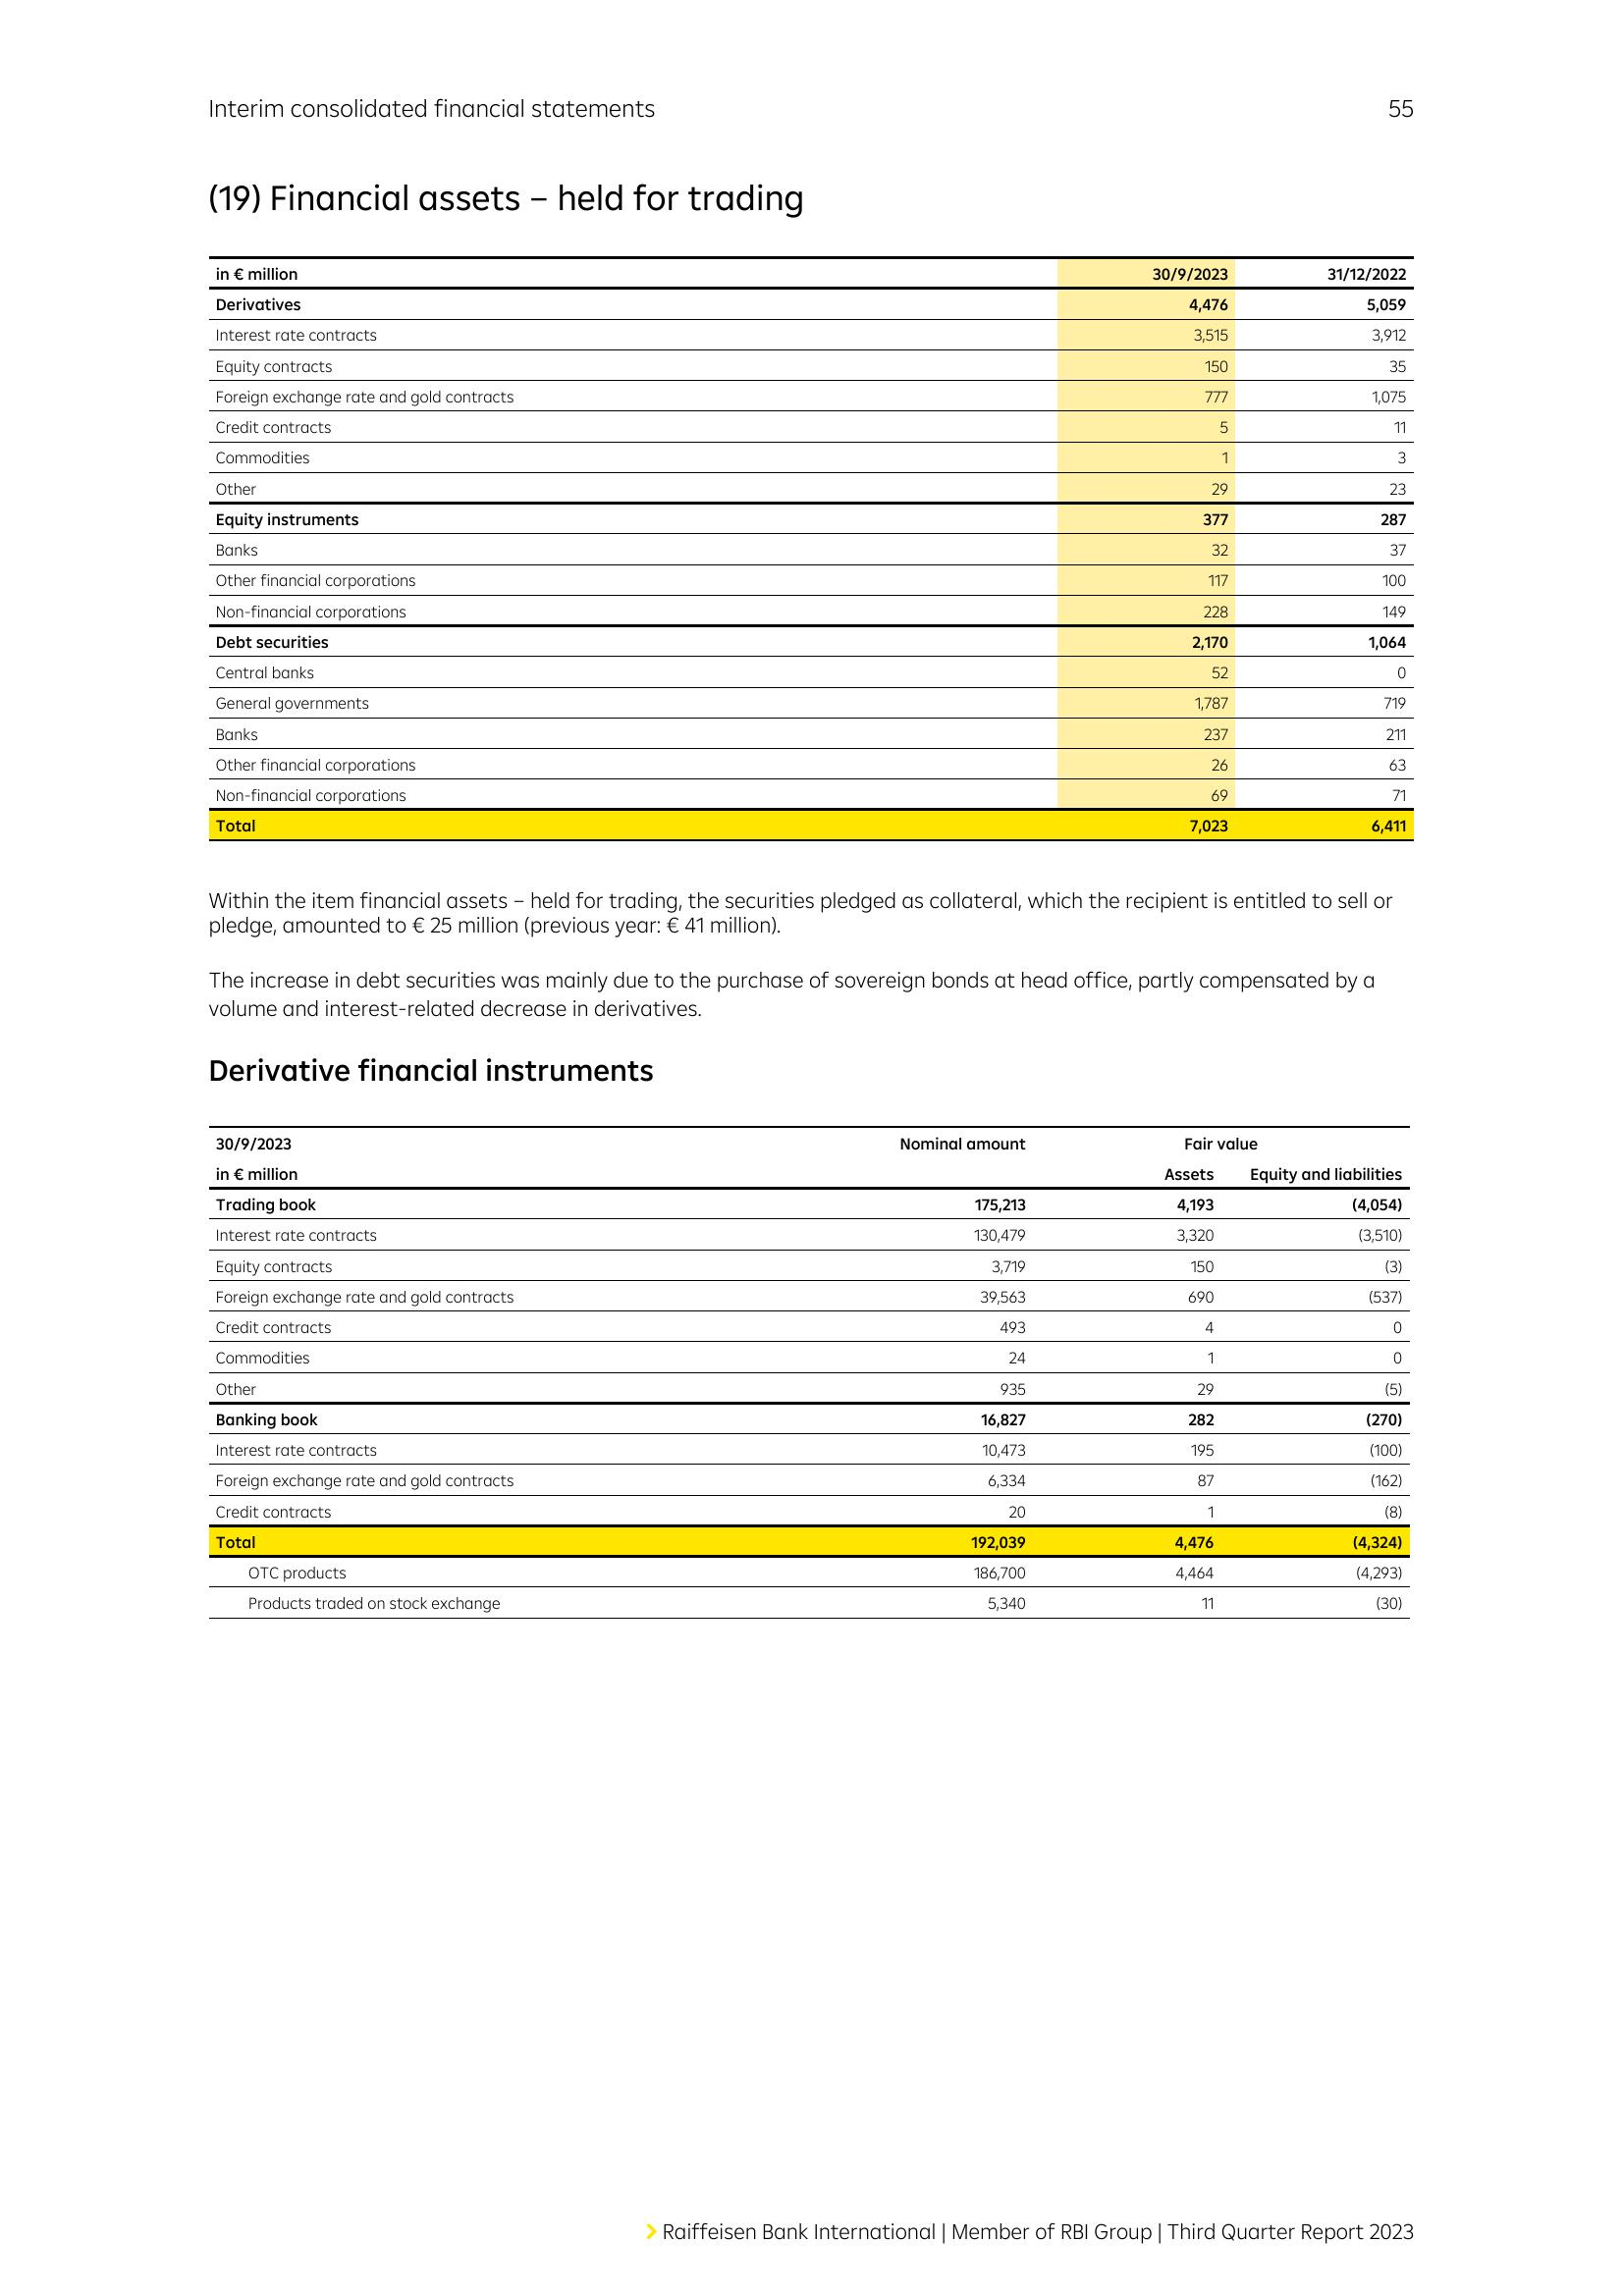 Interim consolidated financial statements 55
(19) Financial assets – held for trading
in € million 30/9/2023 31/12/2022
Derivatives 4,476 5,059
Interest rate contracts 3,515 3,912
Equity contracts 150 35
Foreign exchange rate and gold contracts 777 1,075
Credit contracts 5 11
Commodities 1 3
Other 29 23
Equity instruments 377 287
Banks 32 37
Other financial corporations 117 100
Non-financial corporations 228 149
Debt securities 2,170 1,064
Central banks 52 0
General governments 1,787 719
Banks 237 211
Other financial corporations 26 63
Non-financial corporations 69 71
Total 7,023 6,411
Within the item financial assets – held for trading, the securities pledged as collateral, which the recipient is entitled to sell or
pledge, amounted to € 25 million (previous year: € 41 million).
The increase in debt securities was mainly due to the purchase of sovereign bonds at head office, partly compensated by a
volume and interest-related decrease in derivatives.
Derivative financial instruments
30/9/2023 Nominal amount Fair value
in € million Assets Equity and liabilities
Trading book 175,213 4,193 (4,054)
Interest rate contracts 130,479 3,320 (3,510)
Equity contracts 3,719 150 (3)
Foreign exchange rate and gold contracts 39,563 690 (537)
Credit contracts 493 4 0
Commodities 24 1 0
Other 935 29 (5)
Banking book 16,827 282 (270)
Interest rate contracts 10,473 195 (100)
Foreign exchange rate and gold contracts 6,334 87 (162)
Credit contracts 20 1 (8)
Total 192,039 4,476 (4,324)
OTC products 186,700 4,464 (4,293)
Products traded on stock exchange 5,340 11 (30)
Raiffeisen Bank International | Member of RBI Group | Third Quarter Report 2023